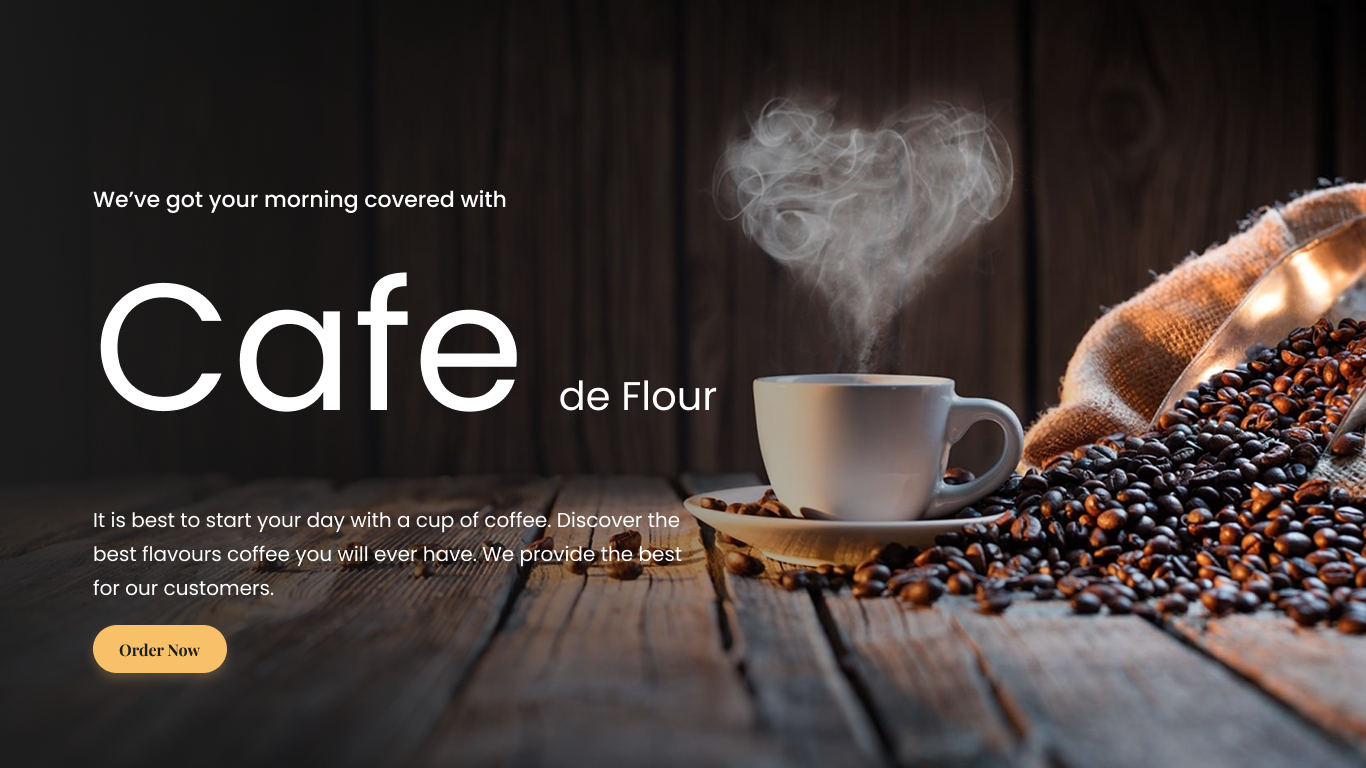 We’ve got your morning covered with
Cafe de Flour
It is best to start your day with a cup of coffee. Discover the
best flavours coffee you will ever have. We provide the best
for our customers.
Order Now